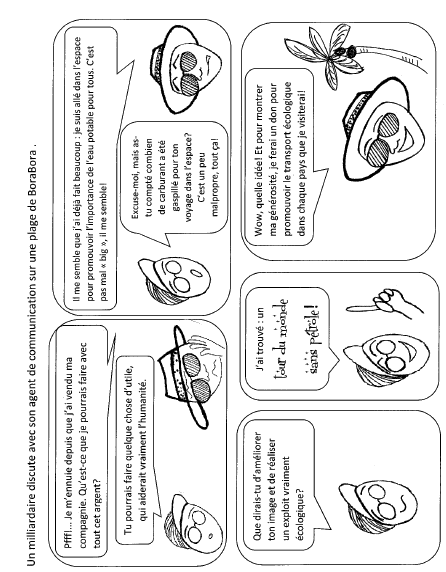 Un milliardaire discute avec son agent de communication sur une plage de BoraBora .
Pffff…. Je m'ennuie depuis que j'ai vendu ma
compagnie. Qu'est-ce que je pourrais faire avec
tout cet argent?
Tu pourrais faire quelque chose d'utile,
qui aiderait vraiment l'humanité.
Il me semble que j'ai déjà fait beaucoup : je suis allé dans l'espace
pour promouvoir l'importance de l'eau potable pour tous. C'est
pas mal « big », il me semble!
Excuse-moi, mais as-
tu compté combien
de carburant a été
gaspillé pour ton
voyage dans l'espace?
C'est un peu
malpropre, tout ça!
Que dirais-tu d'améliorer
ton image et de réaliser
un exploit vraiment
écologique?
J'ai trouvé : un
tour du monde
sans pétrole!
Wow, quelle idée! Et pour montrer
ma générosité, je ferai un don pour
promouvoir le transport écologique
dans chaque pays que je visiterai!